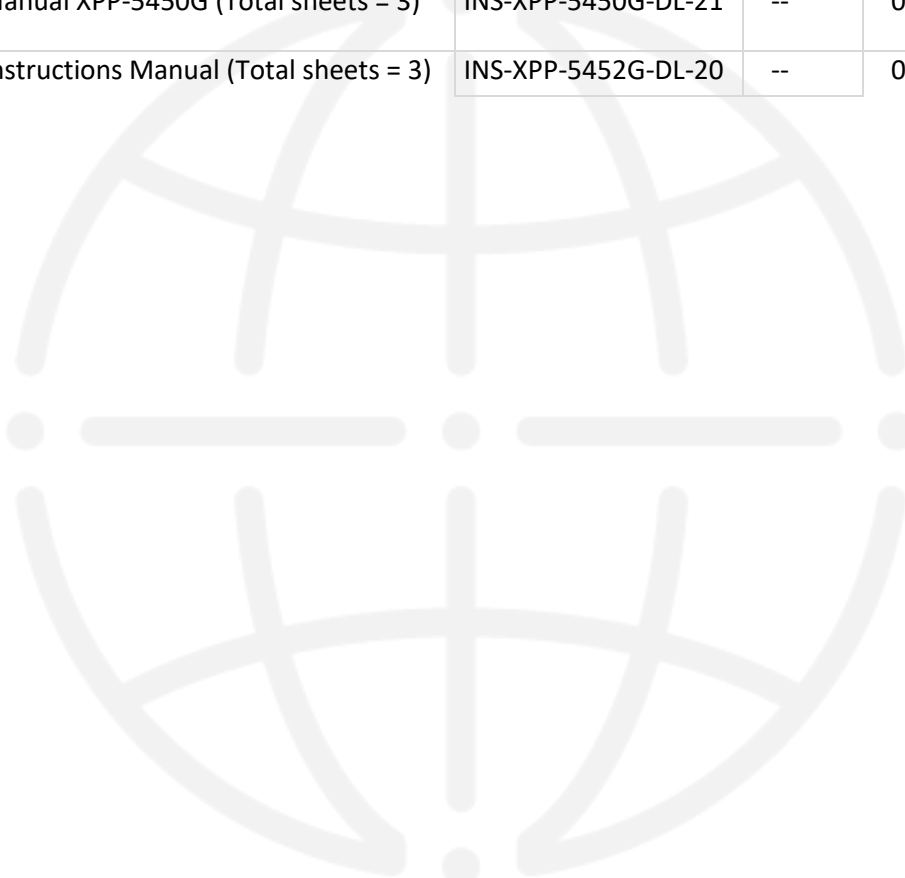 anual XPP-5450G (Total sheets = 3) INS-XPP-5450G-DL-21 -- 0
nstructions Manual (Total sheets = 3) INS-XPP-5452G-DL-20 -- 0